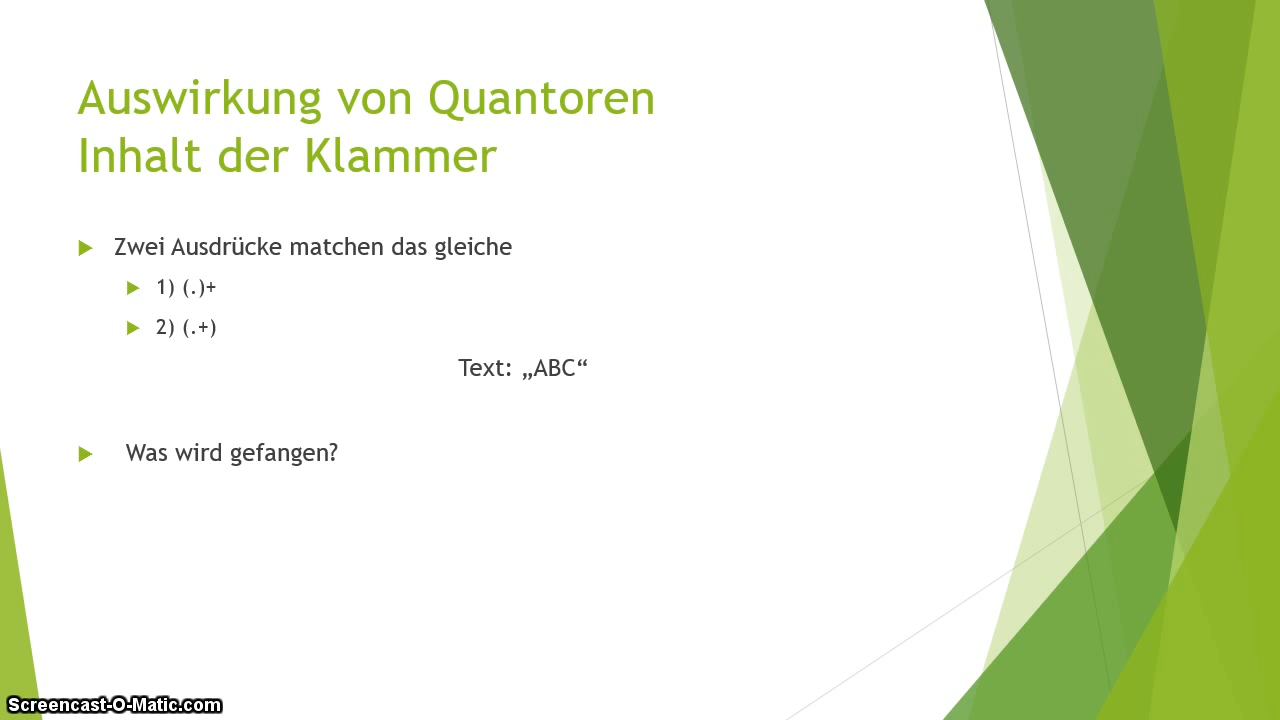 Auswirkung von Quantoren
Inhalt der Klammer
Zwei Ausdrücke matchen das gleiche
1) (.)+
2) (.+)
Text: „ABC“
Was wird gefangen?
Screencast-O-Matic.com